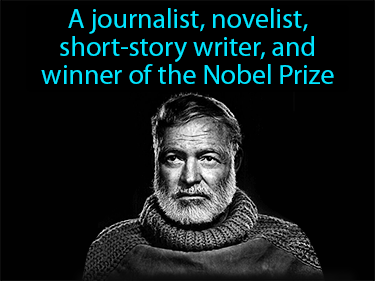 A journalist, novelist,
short-story writer, and
winner of the Nobel Prize